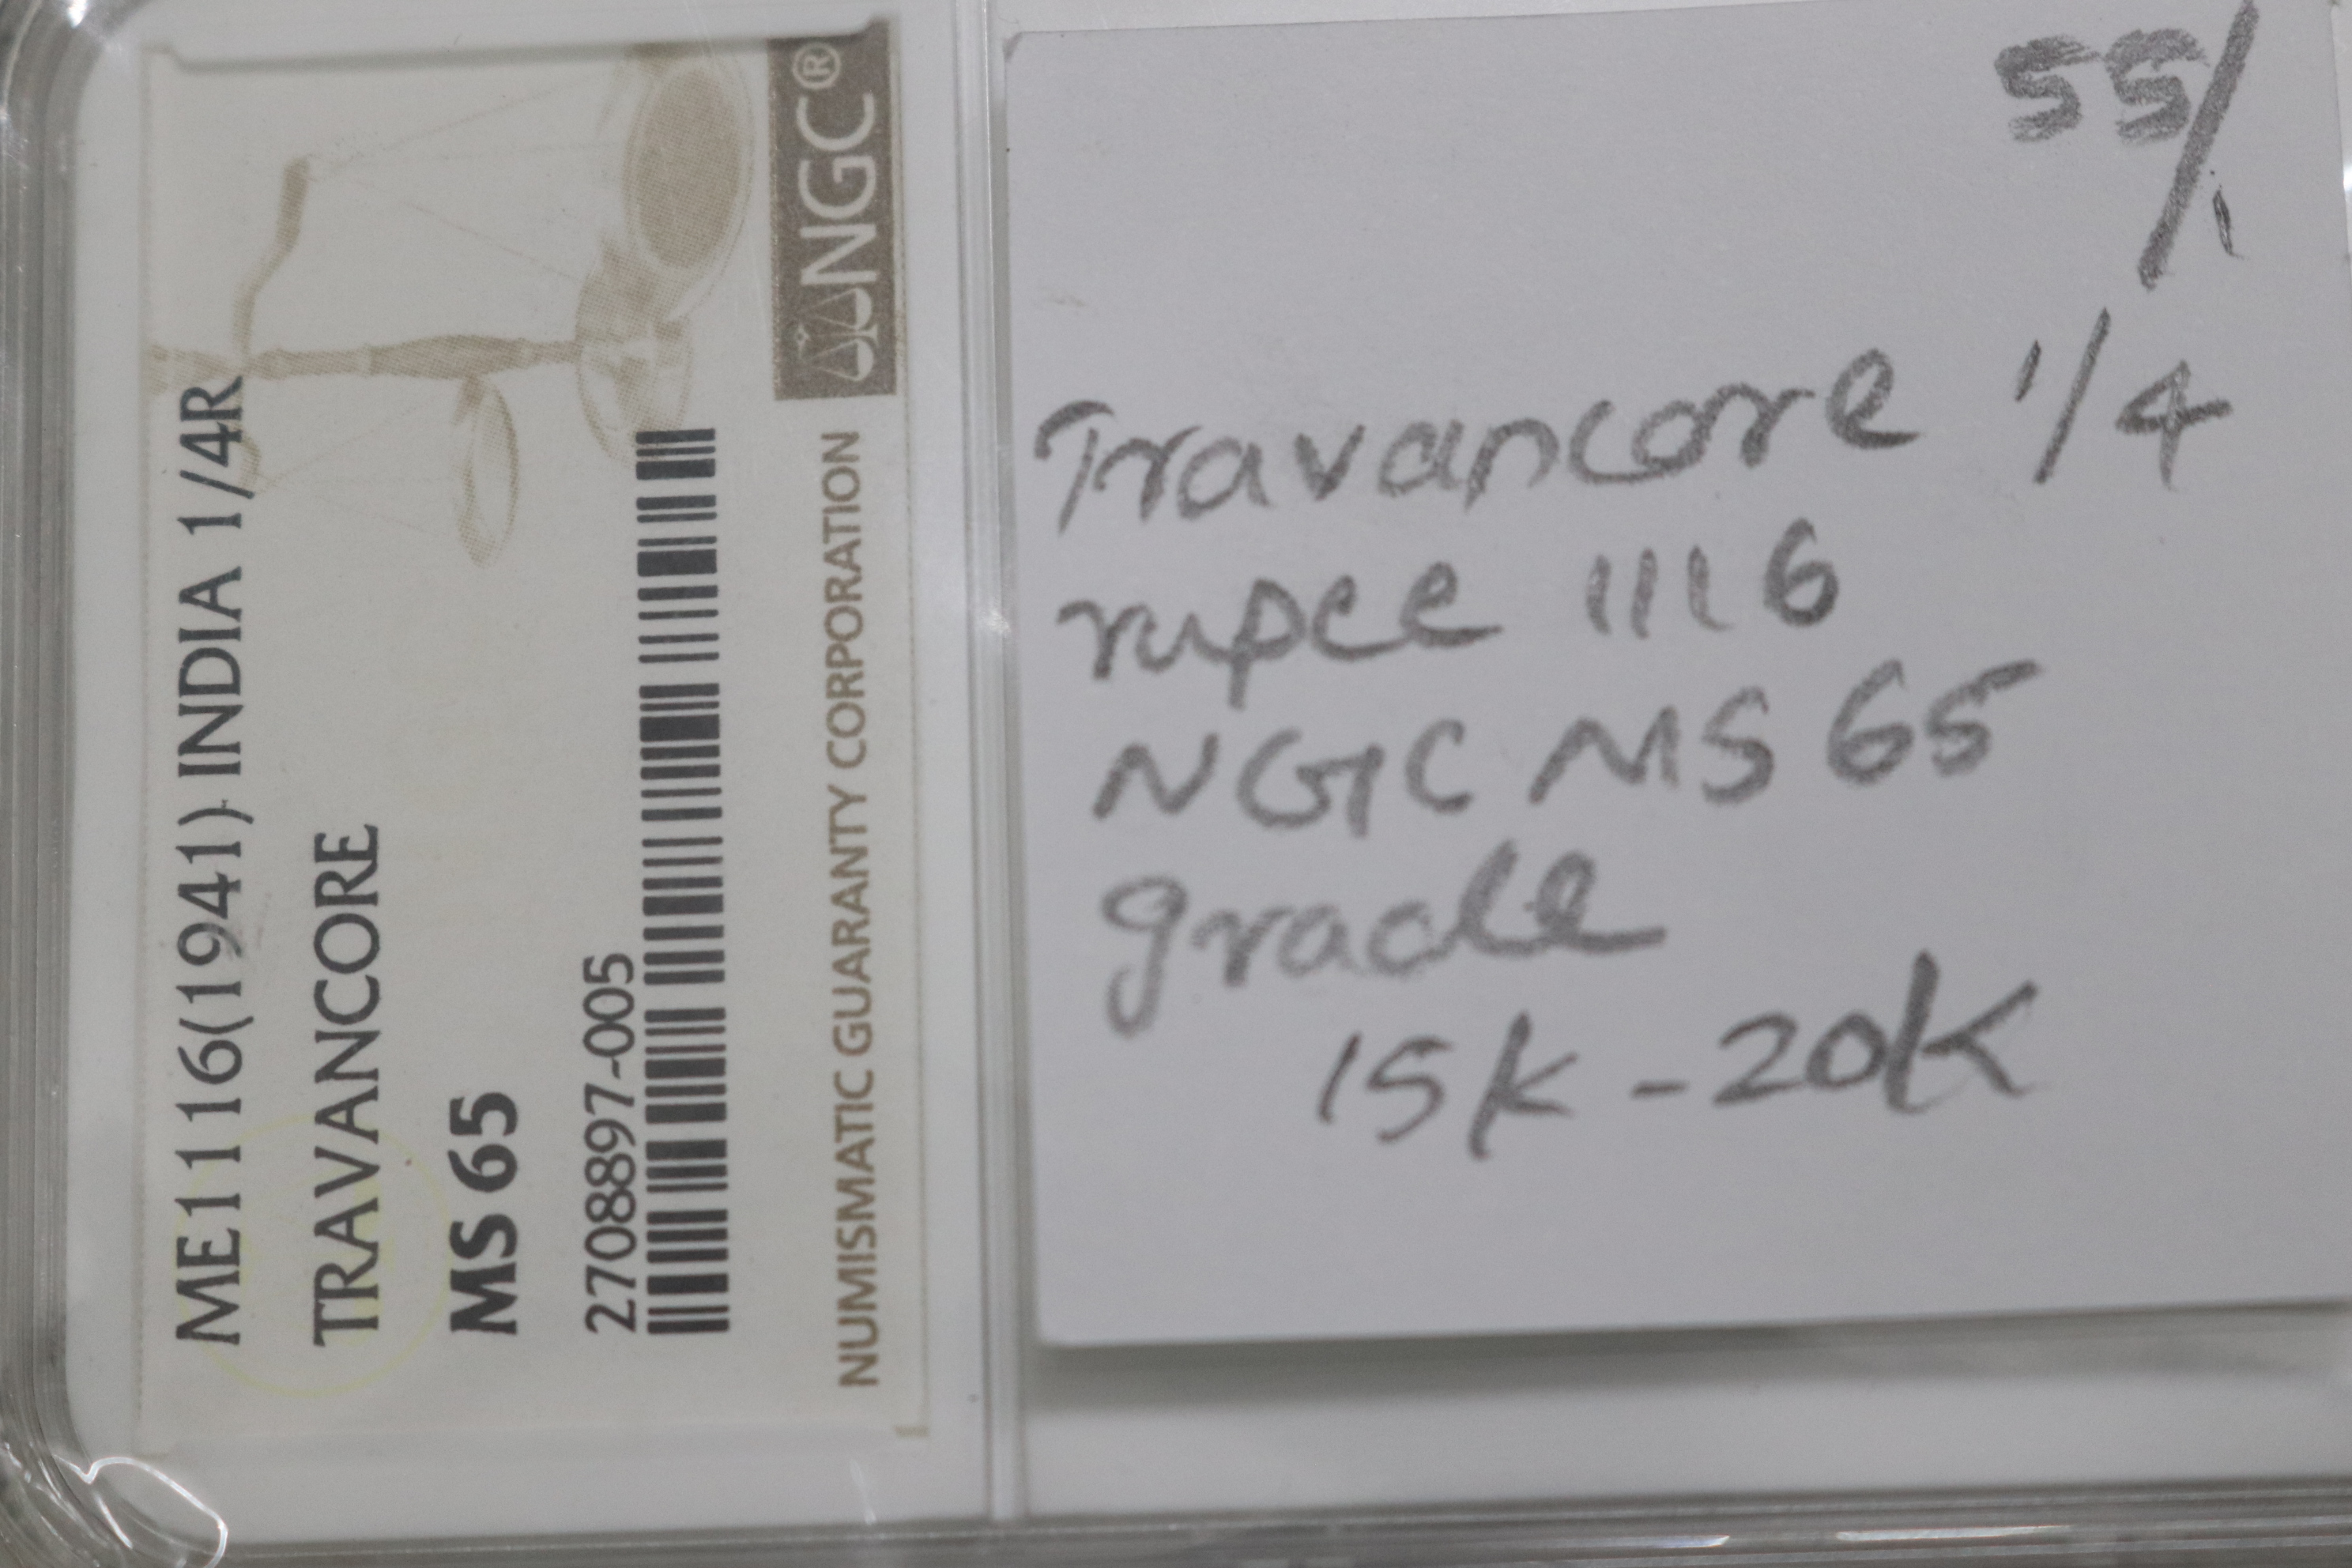 ME1116(1941) INDIA 1/4R
TRAVANCORE
MS 65
2708897-005
NUMISMATIC GUARANTY CORPORATION
NGC®
55/1
Travancore 1/4
rupee 1116
NGC MS 65
grade
15K - 20K